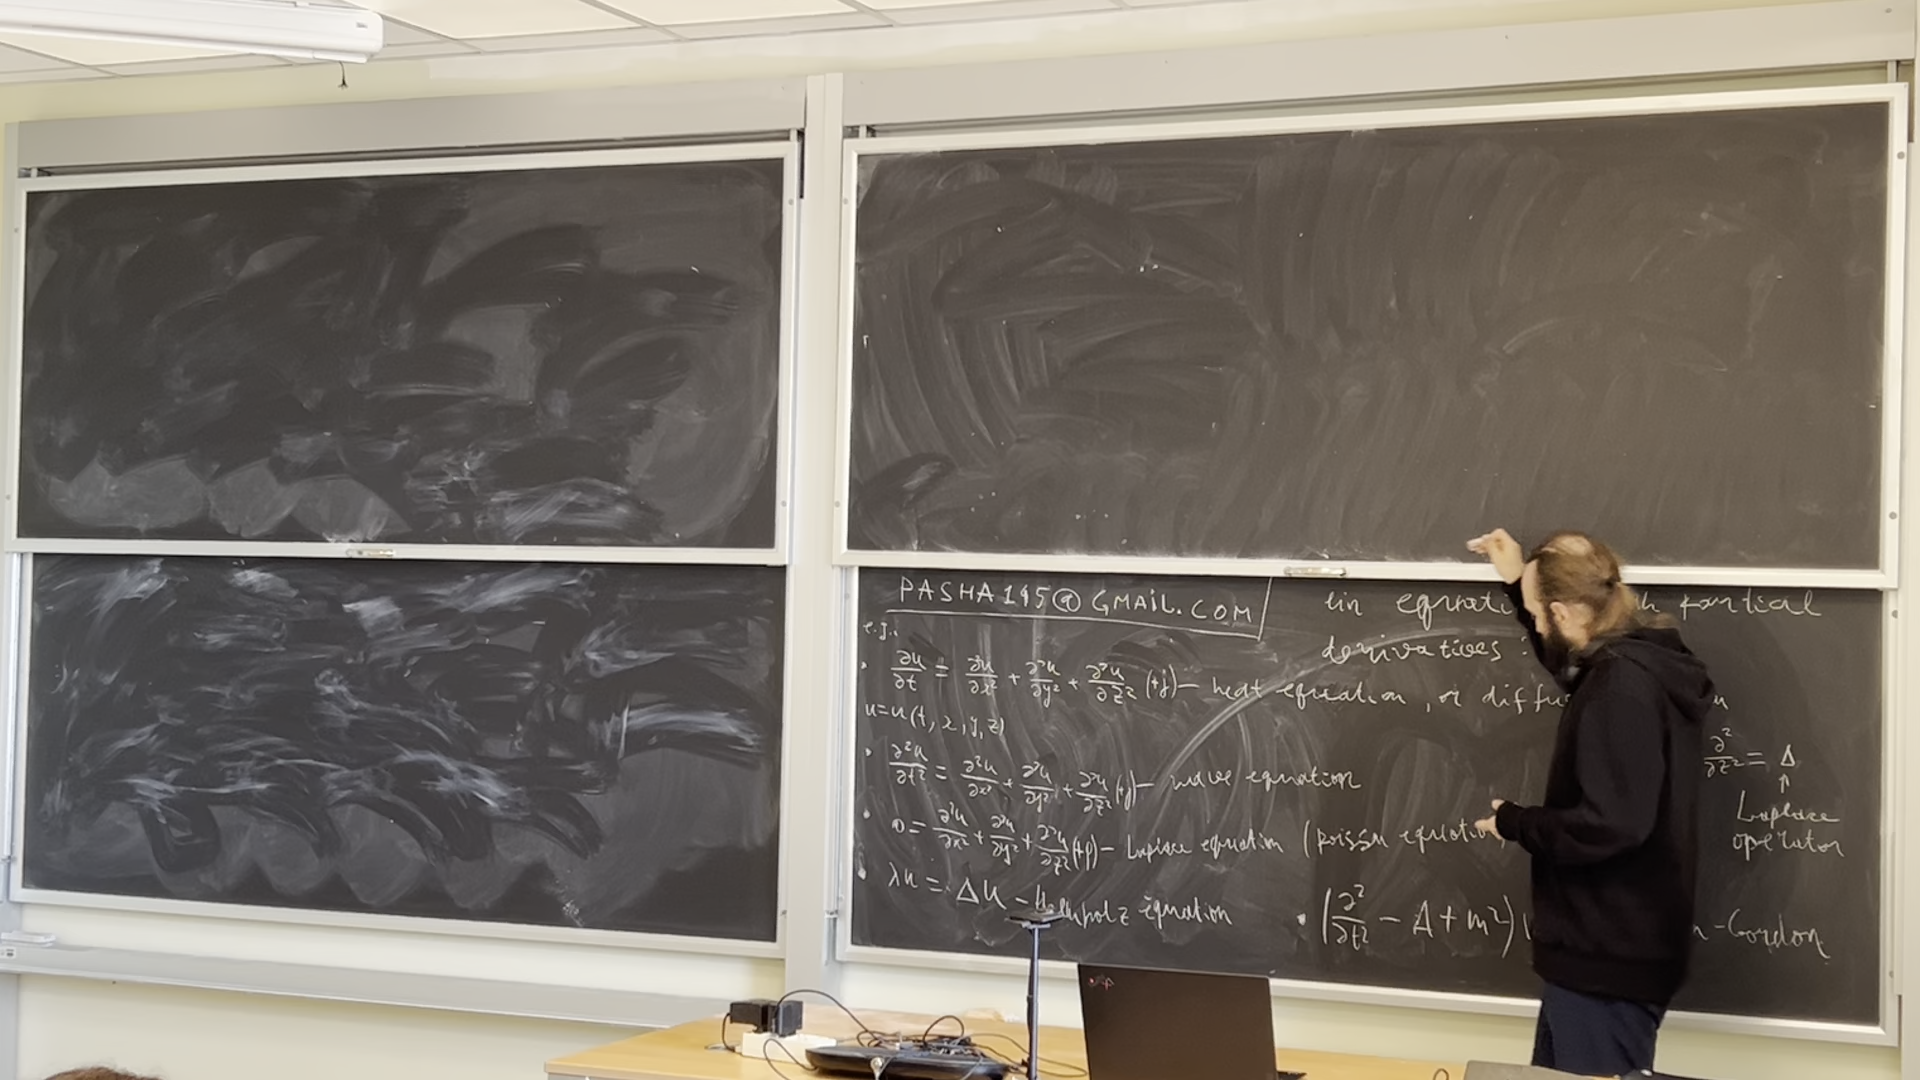 PASHA195@GMAIL.COM
lin equati partial
derivatives :
e.g.:
• ∂u/∂t = ∂²u/∂x² + ∂²u/∂y² + ∂²u/∂z² (+f) – heat equation, or diffu
u=u(t, x, y, z)
∂²/∂z² = Δ
↑
Laplace
operator
• ∂²u/∂t² = ∂²u/∂x² + ∂²u/∂y² + ∂²u/∂z² (+f) – wave equation
• 0 = ∂²u/∂x² + ∂²u/∂y² + ∂²u/∂z² (+f) – Laplace equation (Poisson equation
• λu = Δu – Helmholz equation
• (∂²/∂t² – Δ + m²) -Gordon